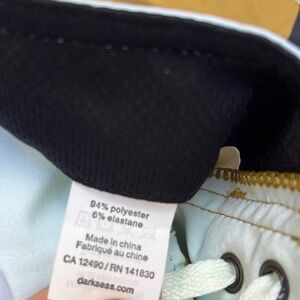 94% polyester
6% elastane
Made in china
Fabriqué au chine
CA 12490 / RN 141830
darkseas.com